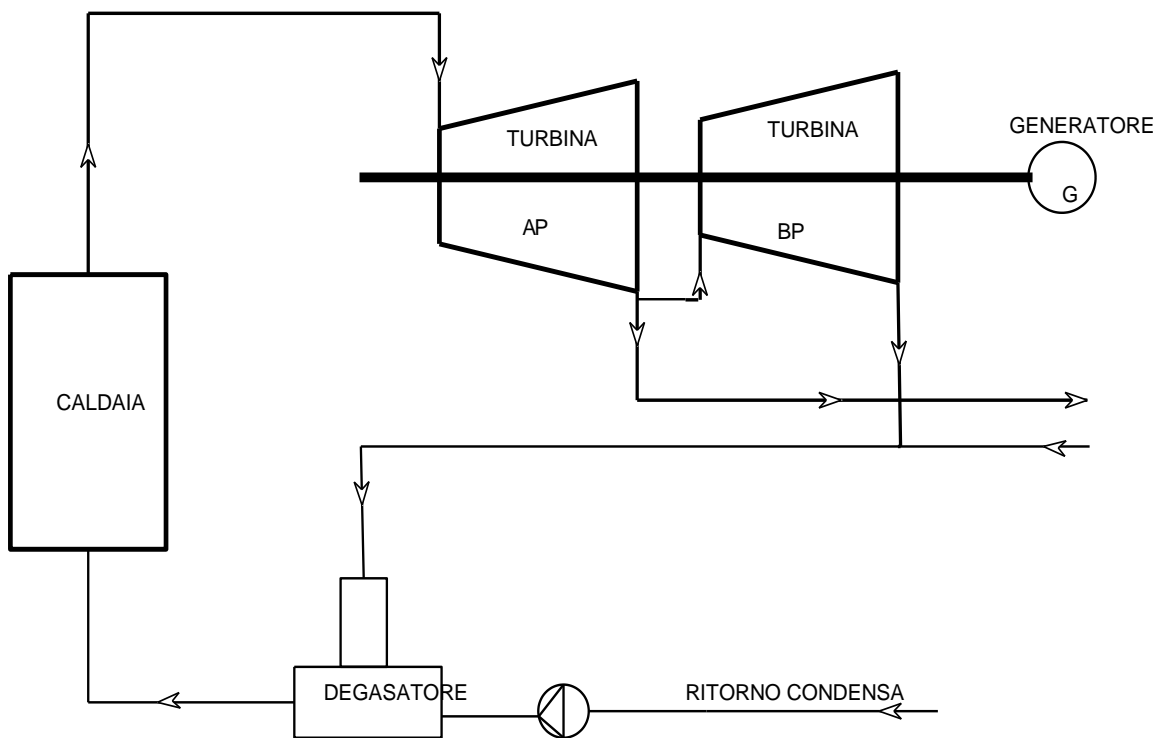 TURBINA
TURBINA
GENERATORE
G
AP
BP
CALDAIA
DEGASATORE
RITORNO CONDENSA